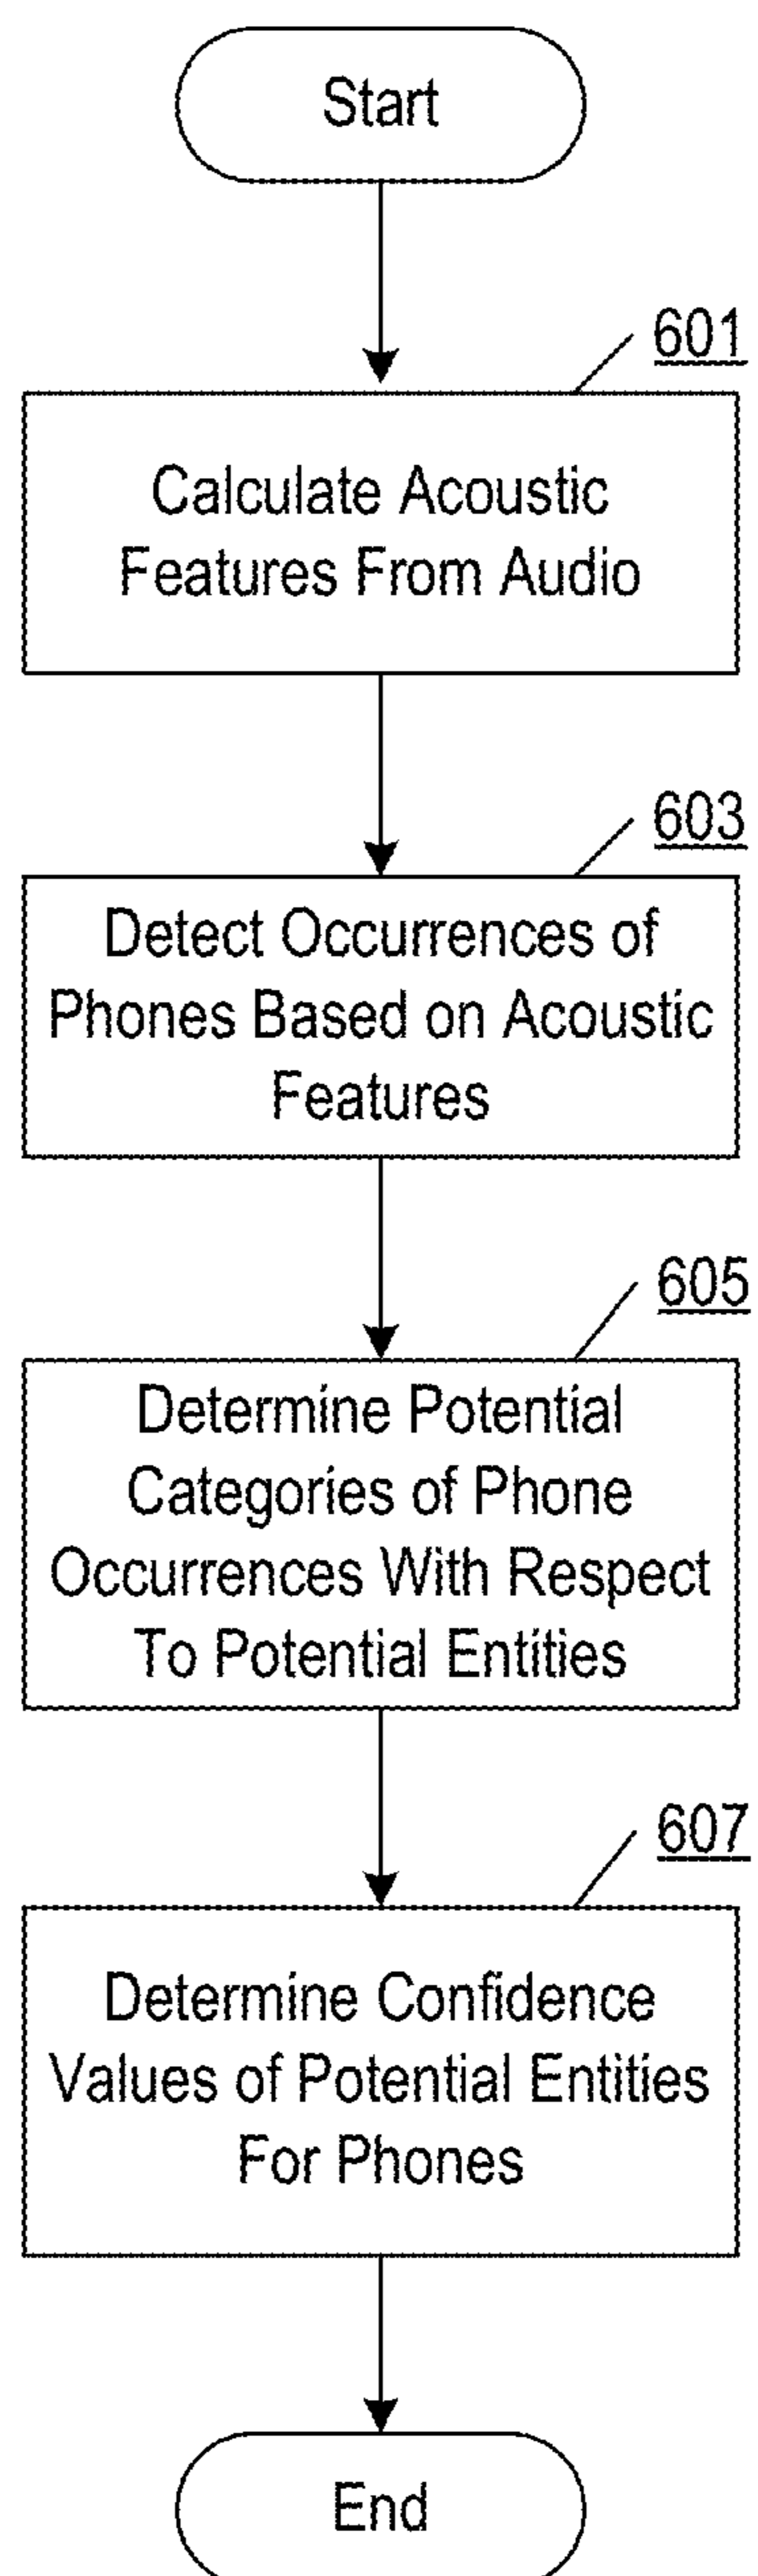 Start
601
Calculate Acoustic
Features From Audio
603
Detect Occurrences of
Phones Based on Acoustic
Features
605
Determine Potential
Categories of Phone
Occurrences With Respect
To Potential Entities
607
Determine Confidence
Values of Potential Entities
For Phones
End